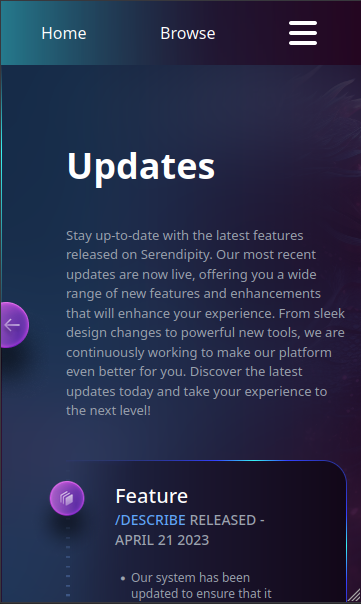 Home Browse
Updates
Stay up-to-date with the latest features
released on Serendipity. Our most recent
updates are now live, offering you a wide
range of new features and enhancements
that will enhance your experience. From sleek
design changes to powerful new tools, we are
continuously working to make our platform
even better for you. Discover the latest
updates today and take your experience to
the next level!
Feature
/DESCRIBE RELEASED -
APRIL 21 2023
Our system has been
updated to ensure that it